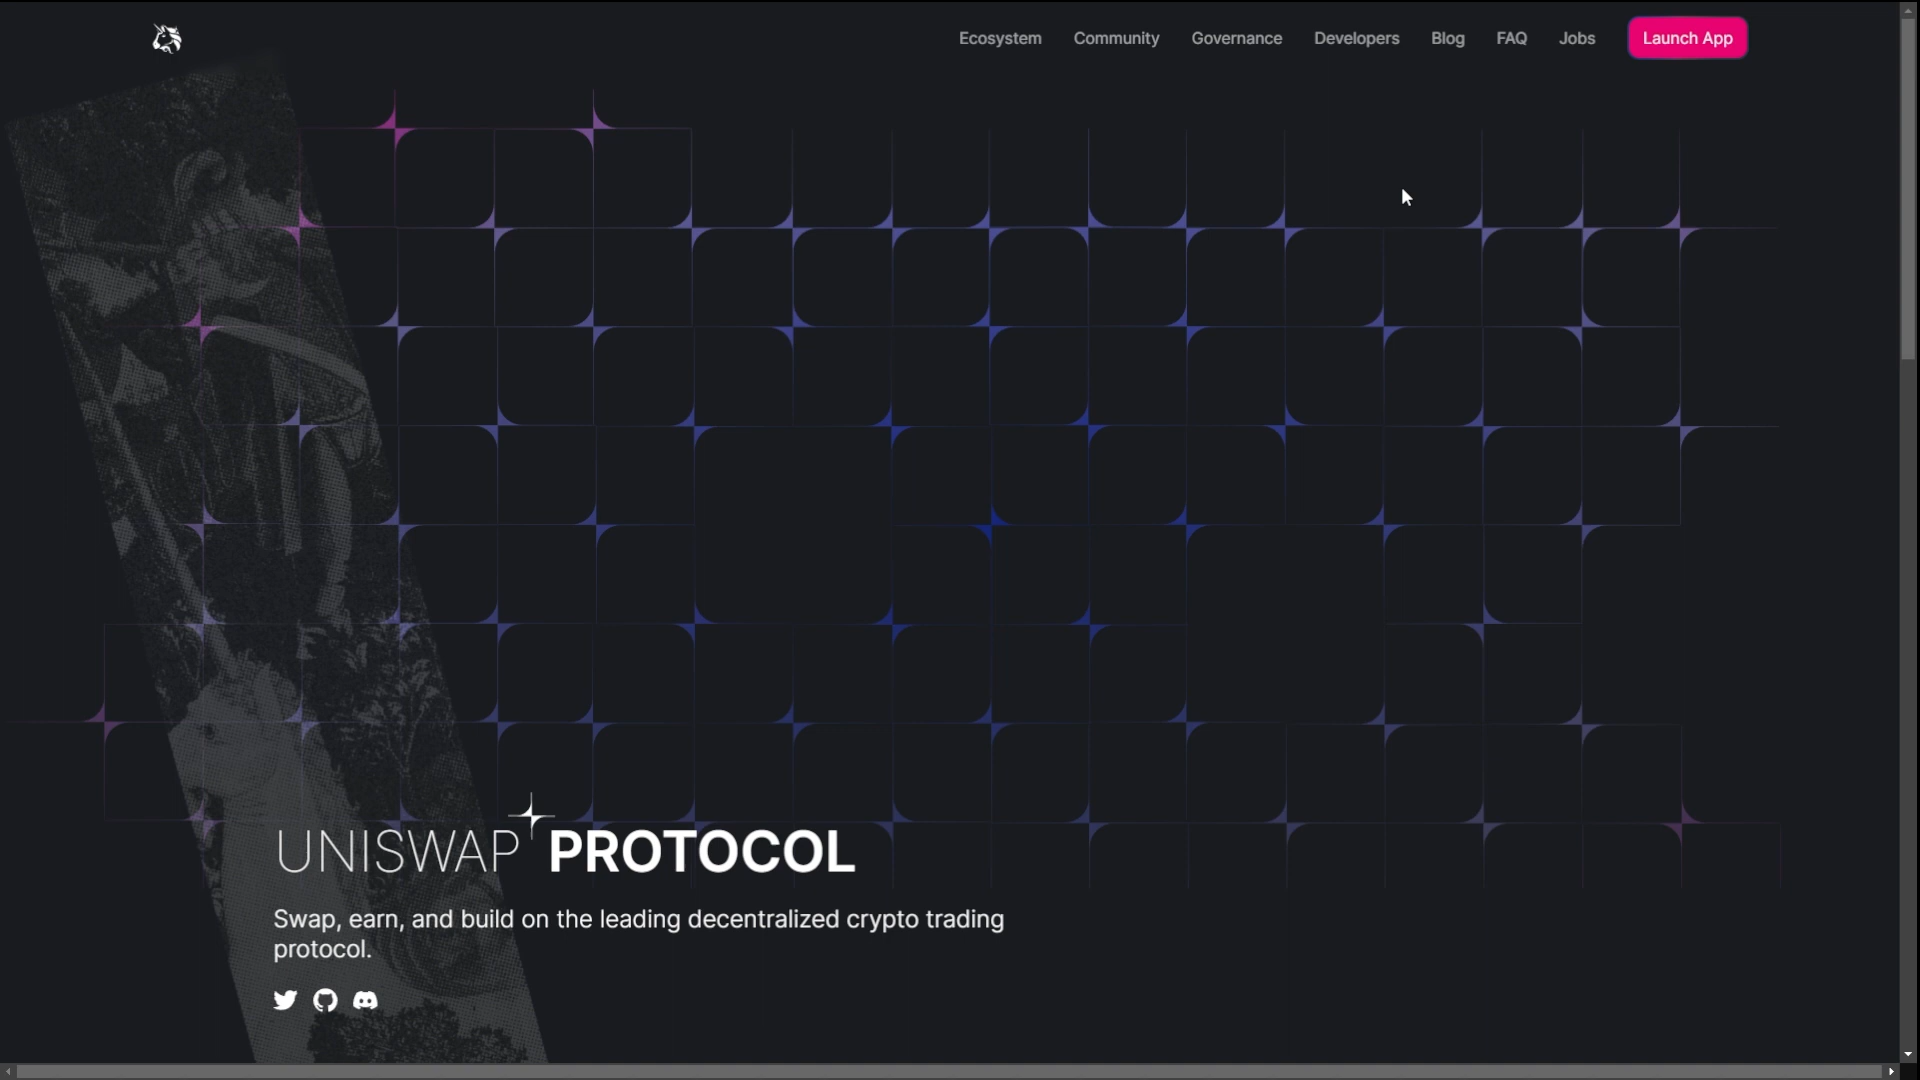 Ecosystem Community Governance Developers Blog FAQ Jobs Launch App
UNISWAP PROTOCOL
Swap, earn, and build on the leading decentralized crypto trading
protocol.